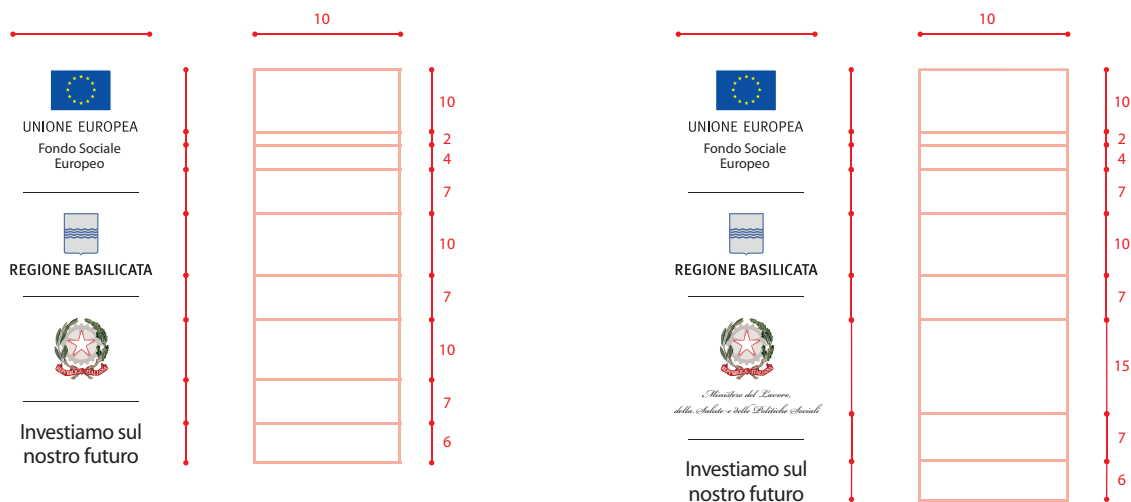 10
UNIONE EUROPEA
Fondo Sociale
Europeo
REGIONE BASILICATA
Investiamo sul
nostro futuro
10
2
4
7
10
7
10
7
6
10
UNIONE EUROPEA
Fondo Sociale
Europeo
REGIONE BASILICATA
Ministero del Lavoro,
della Salute e delle Politiche Sociali
Investiamo sul
nostro futuro
10
2
4
7
10
7
15
7
6